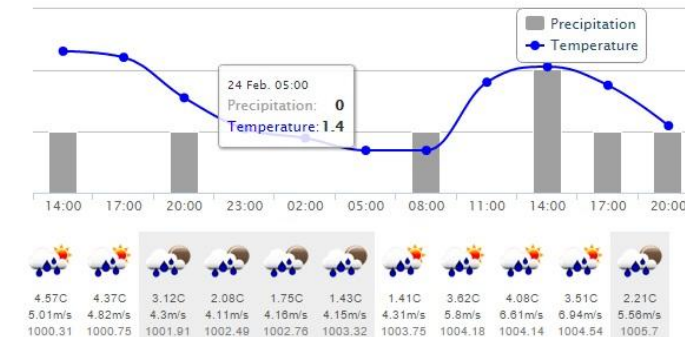 Precipitation
Temperature
24 Feb. 05:00
Precipitation: 0
Temperature: 1.4
14:00 17:00 20:00 23:00 02:00 05:00 08:00 11:00 14:00 17:00 20:00
4.57C 4.37C 3.12C 2.08C 1.75C 1.43C 1.41C 3.62C 4.08C 3.51C 2.21C
5.01m/s 4.82m/s 4.3m/s 4.11m/s 4.16m/s 4.15m/s 4.31m/s 5.8m/s 6.61m/s 6.94m/s 5.56m/s
1000.31 1000.75 1001.91 1002.49 1002.76 1003.32 1003.75 1004.18 1004.14 1004.54 1005.7